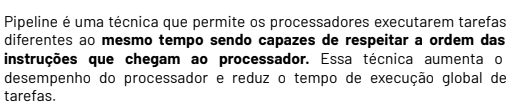 Pipeline é uma técnica que permite os processadores executarem tarefas
diferentes ao mesmo tempo sendo capazes de respeitar a ordem das
instruções que chegam ao processador. Essa técnica aumenta o
desempenho do processador e reduz o tempo de execução global de
tarefas.